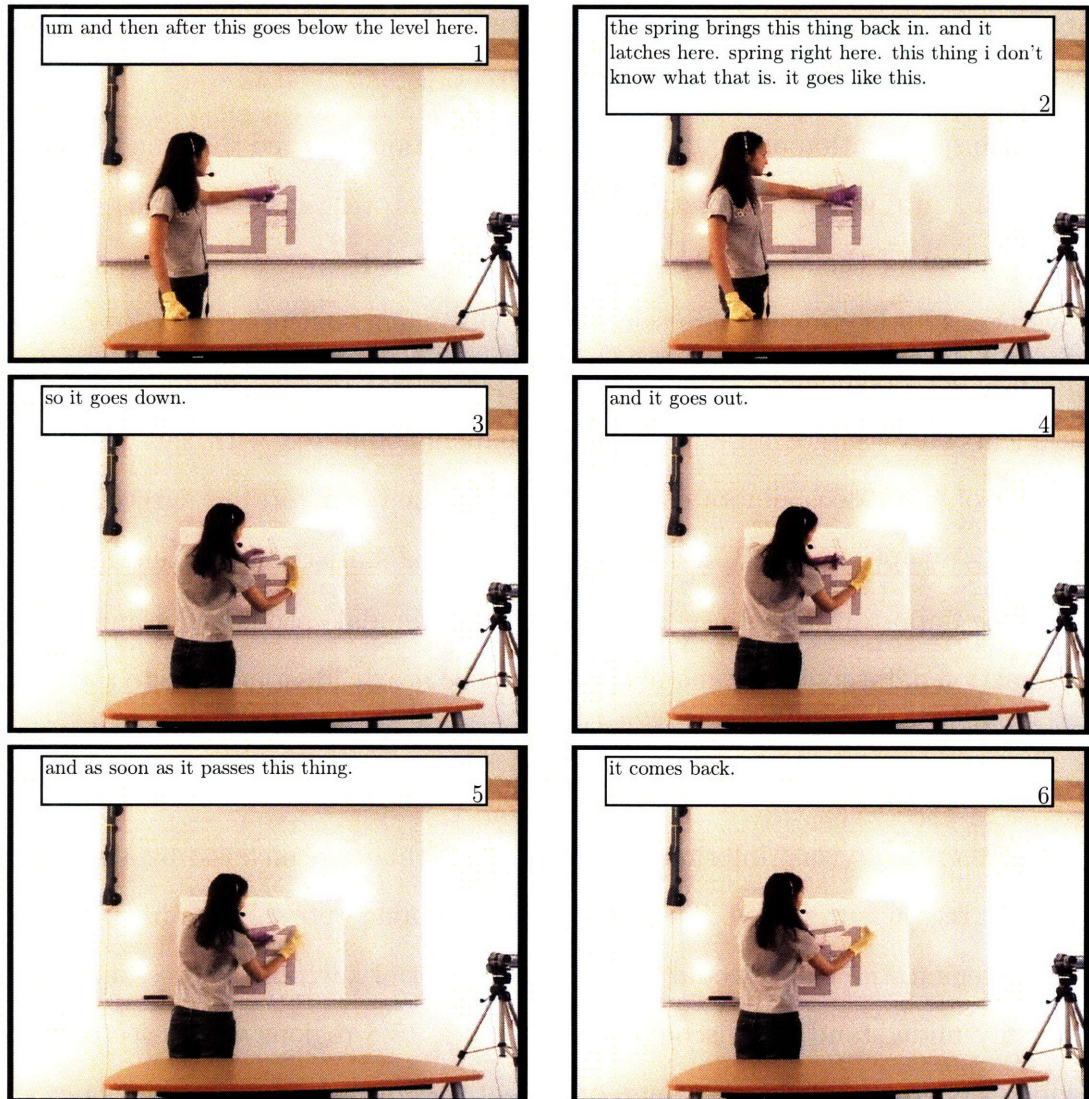 um and then after this goes below the level here.
1
the spring brings this thing back in. and it
latches here. spring right here. this thing i don't
know what that is. it goes like this.
2
so it goes down.
3
and it goes out.
4
and as soon as it passes this thing.
5
it comes back.
6